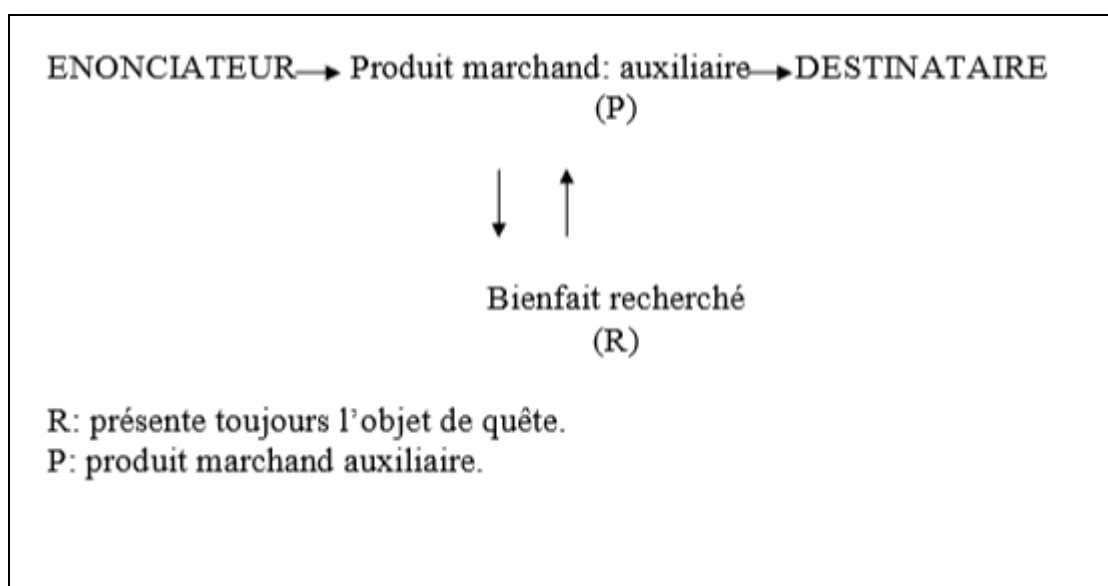 ENONCIATEUR→ Produit marchand: auxiliaire→DESTINATAIRE
(P)
Bienfait recherché
(R)
R: présente toujours l'objet de quête.
P: produit marchand auxiliaire.